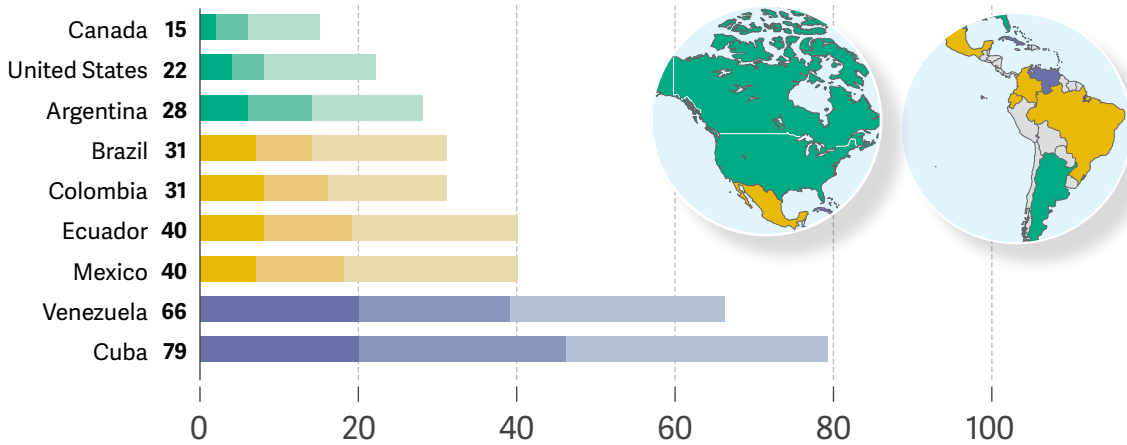 Canada 15
United States 22
Argentina 28
Brazil 31
Colombia 31
Ecuador 40
Mexico 40
Venezuela 66
Cuba 79
0 20 40 60 80 100